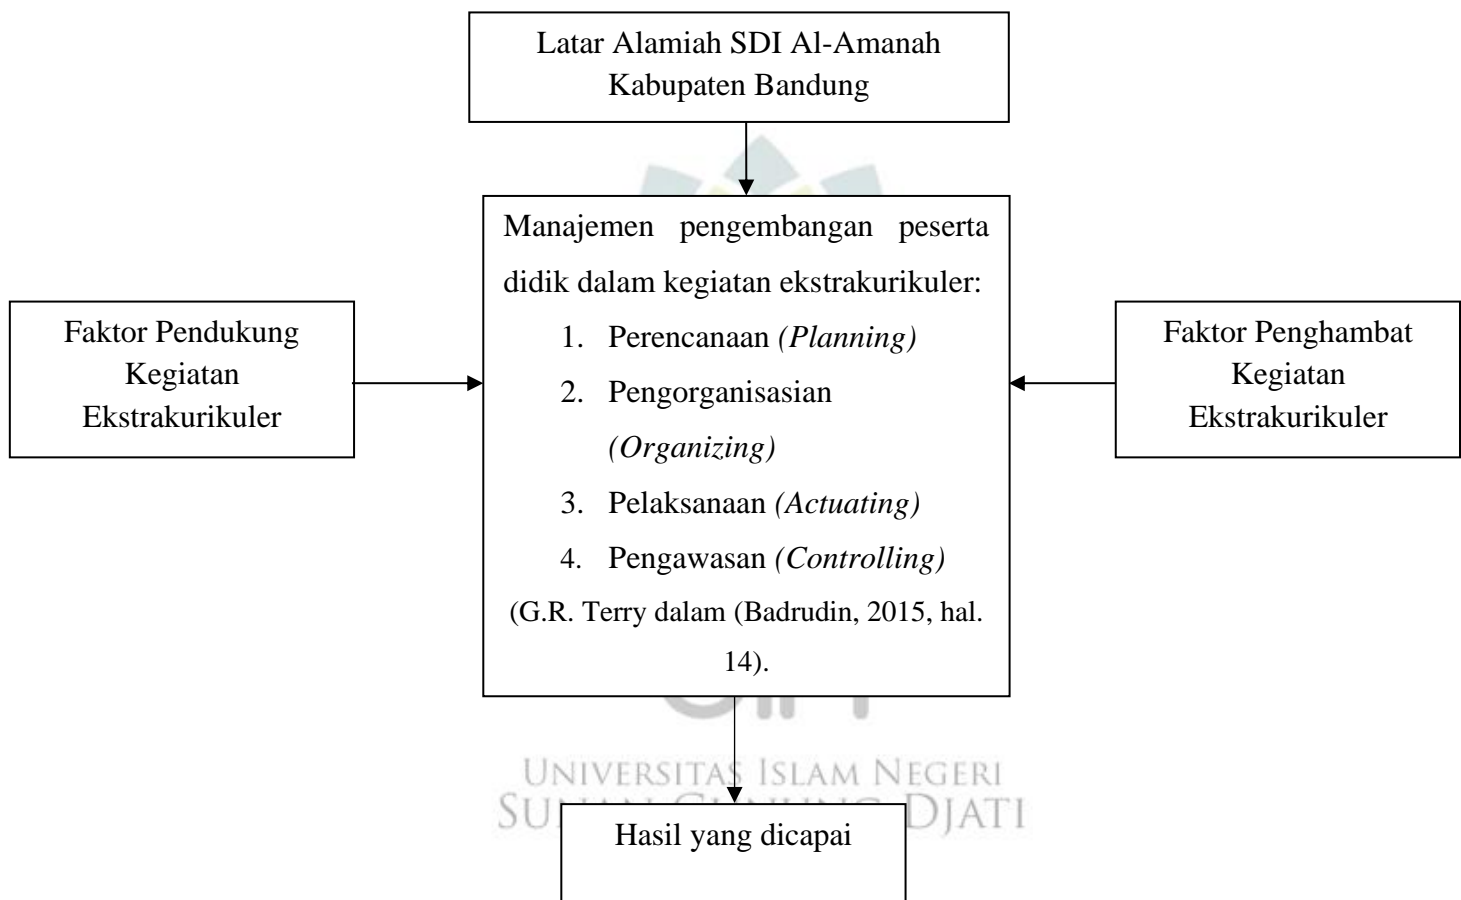 Latar Alamiah SDI Al-Amanah
Kabupaten Bandung
Manajemen pengembangan peserta
didik dalam kegiatan ekstrakurikuler:
1. Perencanaan (Planning)
2. Pengorganisasian
(Organizing)
3. Pelaksanaan (Actuating)
4. Pengawasan (Controlling)
(G.R. Terry dalam (Badrudin, 2015, hal.
14).
Faktor Pendukung
Kegiatan
Ekstrakurikuler
Faktor Penghambat
Kegiatan
Ekstrakurikuler
UNIVERSITAS ISLAM NEGERI
SUNAN GUNUNG DJATI
Hasil yang dicapai